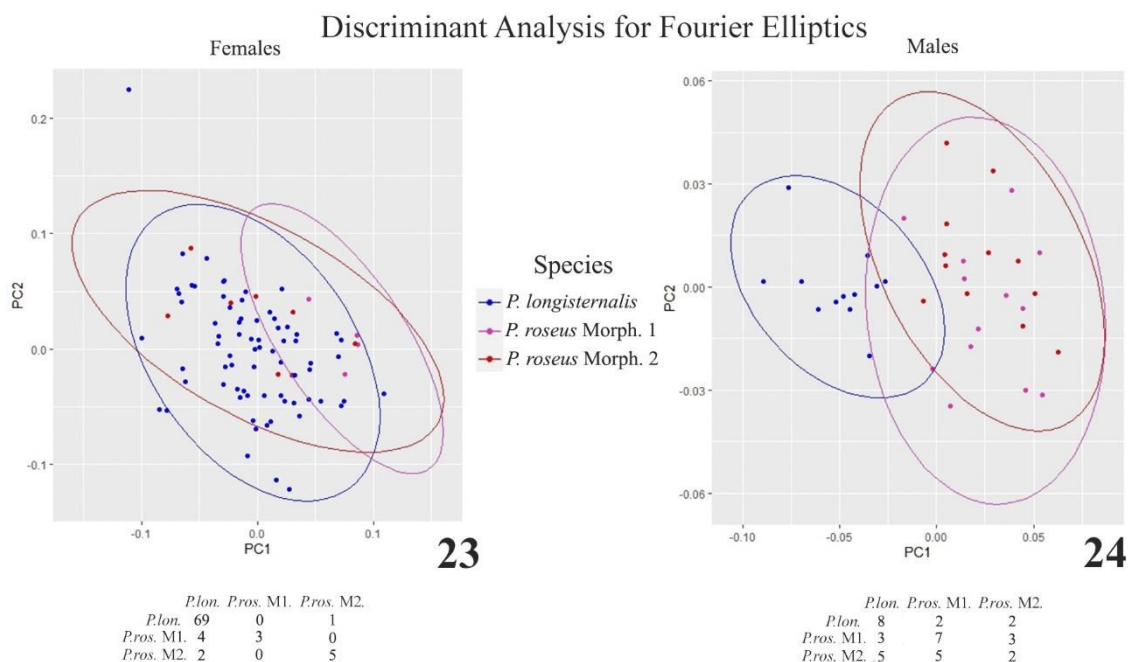 Discriminant Analysis for Fourier Elliptics
Females
Males
0.2
0.1
0.0
-0.1
PC2
-0.1
0.0
0.1
PC1
23
Species
P. longisternalis
P. roseus Morph. 1
P. roseus Morph. 2
0.06
0.03
0.00
-0.03
-0.06
PC2
-0.10
-0.05
0.00
0.05
PC1
24
P.lon. P.ros. M1. P.ros. M2.
P.lon. 69 0 1
P.ros. M1. 4 3 0
P.ros. M2. 2 0 5
P.lon. P.ros. M1. P.ros. M2.
P.lon. 8 2 2
P.ros. M1. 3 7 3
P.ros. M2. 5 5 2